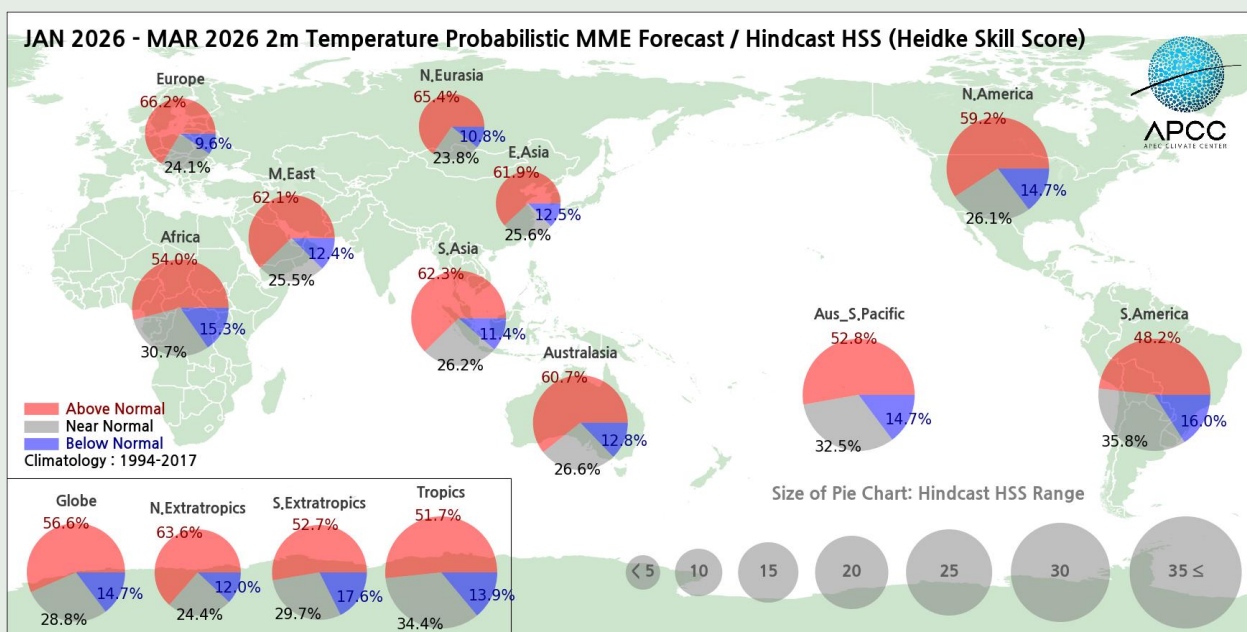 JAN 2026 - MAR 2026 2m Temperature Probabilistic MME Forecast / Hindcast HSS (Heidke Skill Score)
APCC
APEC CLIMATE CENTER
Europe
66.2%
9.6%
24.1%
N.Eurasia
65.4%
10.8%
23.8%
N.America
59.2%
14.7%
26.1%
E.Asia
61.9%
12.5%
25.6%
M.East
62.1%
12.4%
25.5%
Africa
54.0%
15.3%
30.7%
S.Asia
62.3%
11.4%
26.2%
Aus_S.Pacific
52.8%
14.7%
32.5%
S.America
48.2%
16.0%
35.8%
Australasia
60.7%
12.8%
26.6%
Above Normal
Near Normal
Below Normal
Climatology : 1994-2017
Globe
56.6%
14.7%
28.8%
N.Extratropics
63.6%
12.0%
24.4%
S.Extratropics
52.7%
17.6%
29.7%
Tropics
51.7%
13.9%
34.4%
Size of Pie Chart: Hindcast HSS Range
< 5
10
15
20
25
30
35 ≤